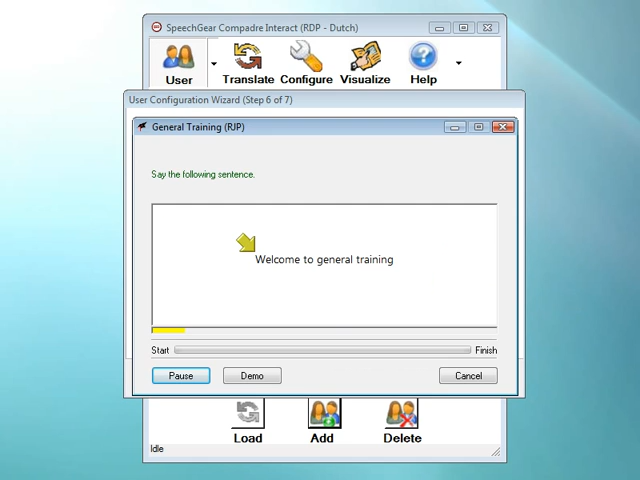 SpeechGear Compadre Interact (RDP - Dutch)
User Translate Configure Visualize Help
User Configuration Wizard (Step 6 of 7)
General Training (RJP)
Say the following sentence.
Welcome to general training
Start Finish
Pause Demo Cancel
Load Add Delete
Idle